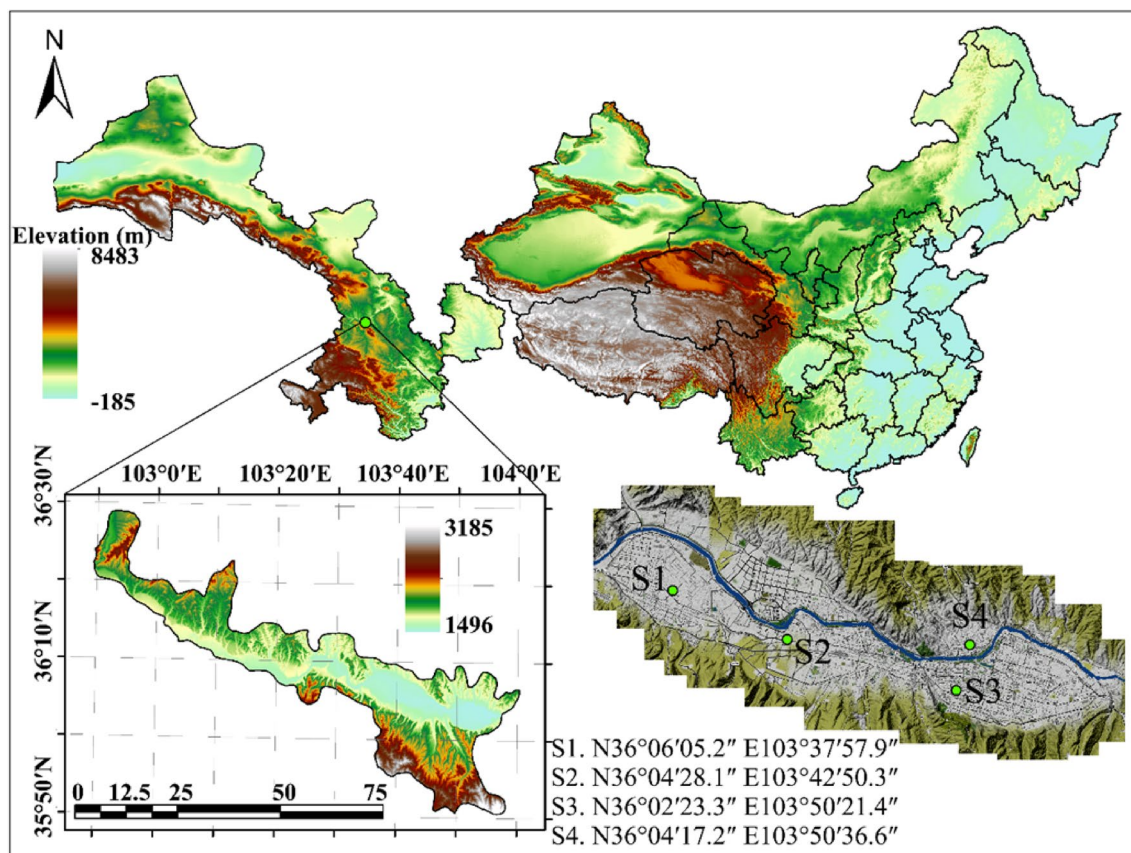 N
Elevation (m)
8483
-185
103°0′E 103°20′E 103°40′E 104°0′E
36°30′N
36°10′N
35°50′N
3185
1496
0 12.5 25 50 75
S1
S2
S3
S4
S1. N36°06′05.2″ E103°37′57.9″
S2. N36°04′28.1″ E103°42′50.3″
S3. N36°02′23.3″ E103°50′21.4″
S4. N36°04′17.2″ E103°50′36.6″